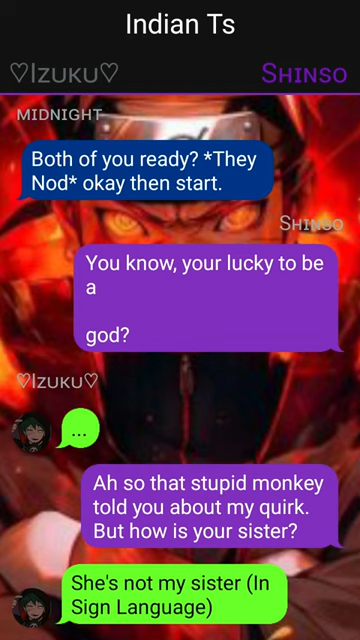 Indian Ts
♡Izuku♡ Shinso
Midnight
Both of you ready? *They
Nod* okay then start.
Shinso
You know, your lucky to be
a
god?
♡Izuku♡
...
Ah so that stupid monkey
told you about my quirk.
But how is your sister?
She's not my sister (In
Sign Language)